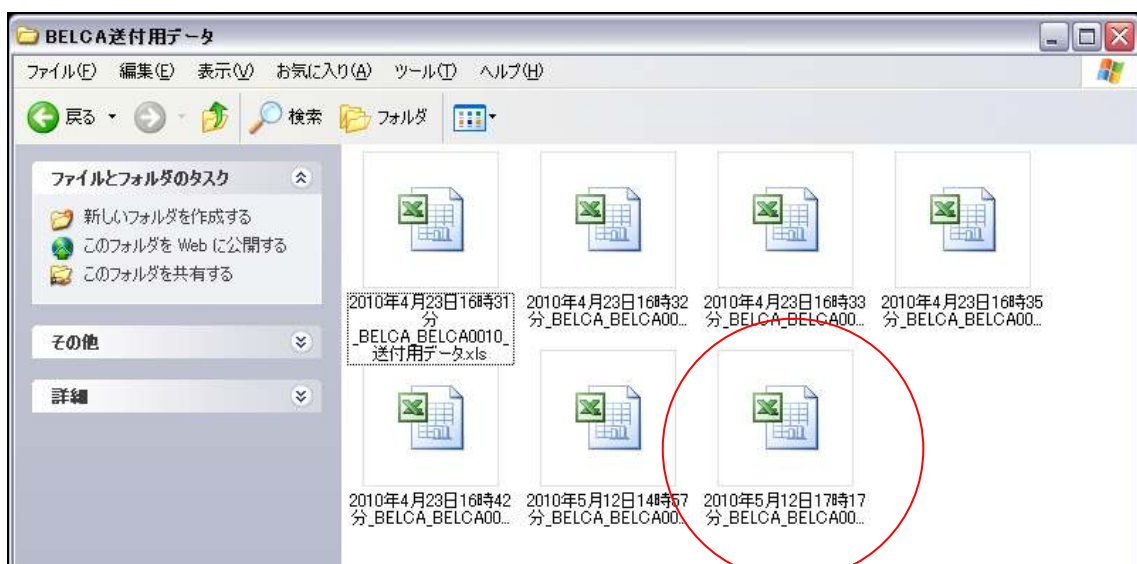 BELCA送付用データ
ファイル(F) 編集(E) 表示(V) お気に入り(A) ツール(T) ヘルプ(H)
戻る 検索 フォルダ
ファイルとフォルダのタスク
新しいフォルダを作成する
このフォルダを Web に公開する
このフォルダを共有する
その他
詳細
2010年4月23日16時31
分
_BELCA_BELCA0010_
送付用データ.xls
2010年4月23日16時32
分_BELCA_BELCA00...
2010年4月23日16時33
分_BELCA_BELCA00...
2010年4月23日16時35
分_BELCA_BELCA00...
2010年4月23日16時42
分_BELCA_BELCA00...
2010年5月12日14時57
分_BELCA_BELCA00...
2010年5月12日17時17
分_BELCA_BELCA00...